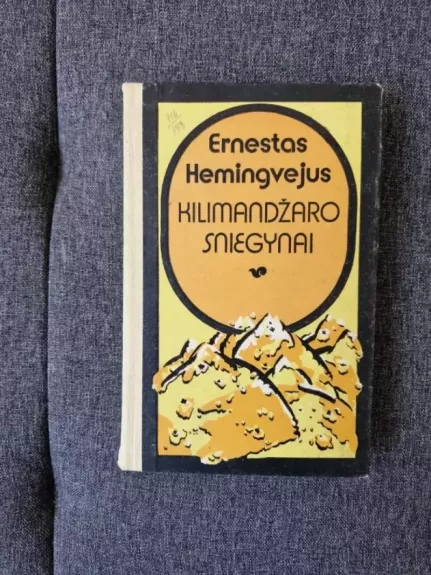 Ernestas
Hemingvejus
KILIMANDŽARO
SNIEGYNAI